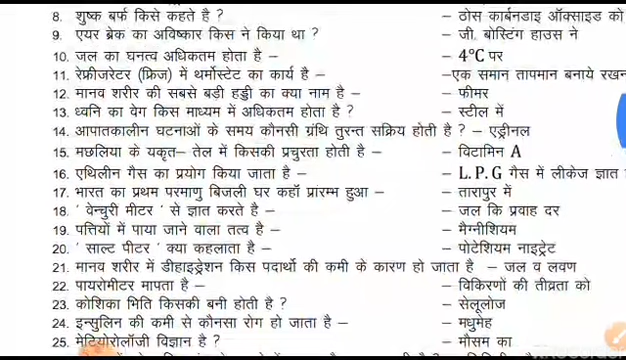 8. शुष्क बर्फ किसे कहते है ? – ठोस कार्बनडाइ ऑक्साइड को
9. एयर ब्रेक का अविष्कार किस ने किया था ? – जी. बोस्टिंग हाउस ने
10. जल का घनत्व अधिकतम होता है – – 4°C पर
11. रेफ्रीजरेटर (फ्रिज) में थर्मोस्टेट का कार्य है – –एक समान तापमान बनाये रखन
12. मानव शरीर की सबसे बड़ी हड्डी का क्या नाम है – – फीमर
13. ध्वनि का वेग किस माध्यम में अधिकतम होता है ? – स्टील में
14. आपातकालीन घटनाओं के समय कौनसी ग्रंथि तुरन्त सक्रिय होती है ? – एड्रीनल
15. मछलिया के यकृत– तेल में किसकी प्रचुरता होती है – – विटामिन A
16. एथिलीन गैस का प्रयोग किया जाता है – – L.P.G गैस में लीकेज ज्ञात
17. भारत का प्रथम परमाणु बिजली घर कहाँ प्रांरम्भ हुआ – – तारापुर में
18. ' वेन्चुरी मीटर ' से ज्ञात करते है – – जल कि प्रवाह दर
19. पत्तियों में पाया जाने वाला तत्व है – – मैग्नीशियम
20. ' साल्ट पीटर ' क्या कहलाता है – – पोटेशियम नाइट्रेट
21. मानव शरीर में डीहाइड्रेशन किस पदार्थो की कमी के कारण हो जाता है – जल व लवण
22. पायरोमीटर मापता है – – विकिरणों की तीव्रता को
23. कोशिका भिति किसकी बनी होती है ? – सेलूलोज
24. इन्सुलिन की कमी से कौनसा रोग हो जाता है – – मधुमेह
25. मेटियोरोलॉजी विज्ञान है ? – मौसम का